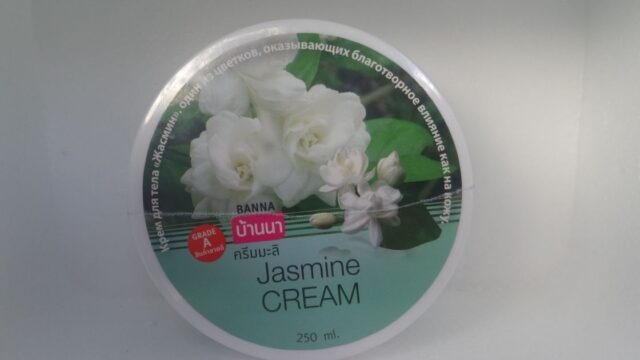 Крем для тела «Жасмин», один из цветков, оказывающих благотворное влияние как на кожу,
BANNA
บ้านนา
GRADE
A
ครีมมะลิ
Jasmine
CREAM
250 ml.